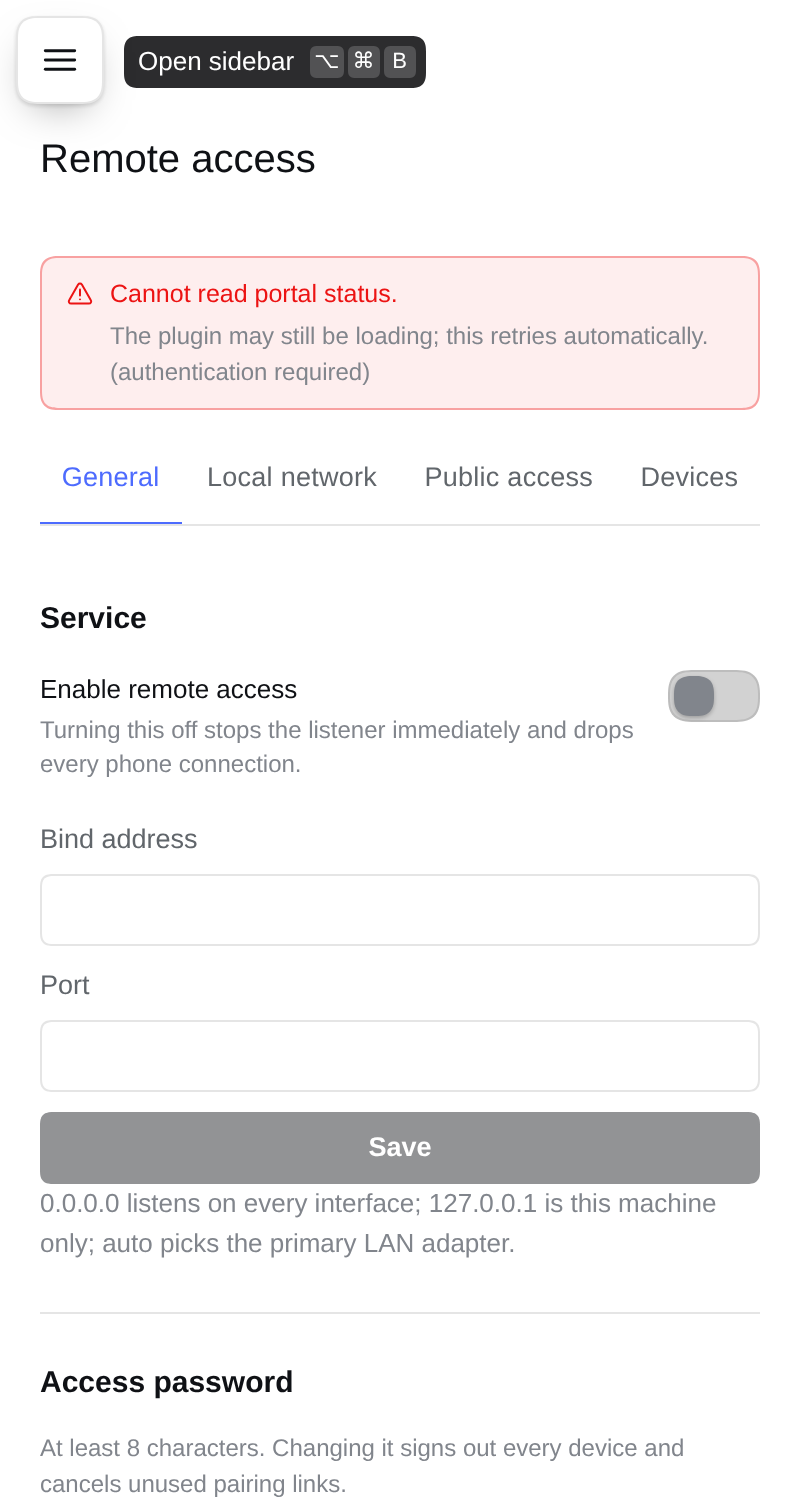 Open sidebar ⌥ ⌘ B
Remote access
Cannot read portal status.
The plugin may still be loading; this retries automatically.
(authentication required)
General Local network Public access Devices
Service
Enable remote access
Turning this off stops the listener immediately and drops
every phone connection.
Bind address
Port
Save
0.0.0.0 listens on every interface; 127.0.0.1 is this machine
only; auto picks the primary LAN adapter.
Access password
At least 8 characters. Changing it signs out every device and
cancels unused pairing links.